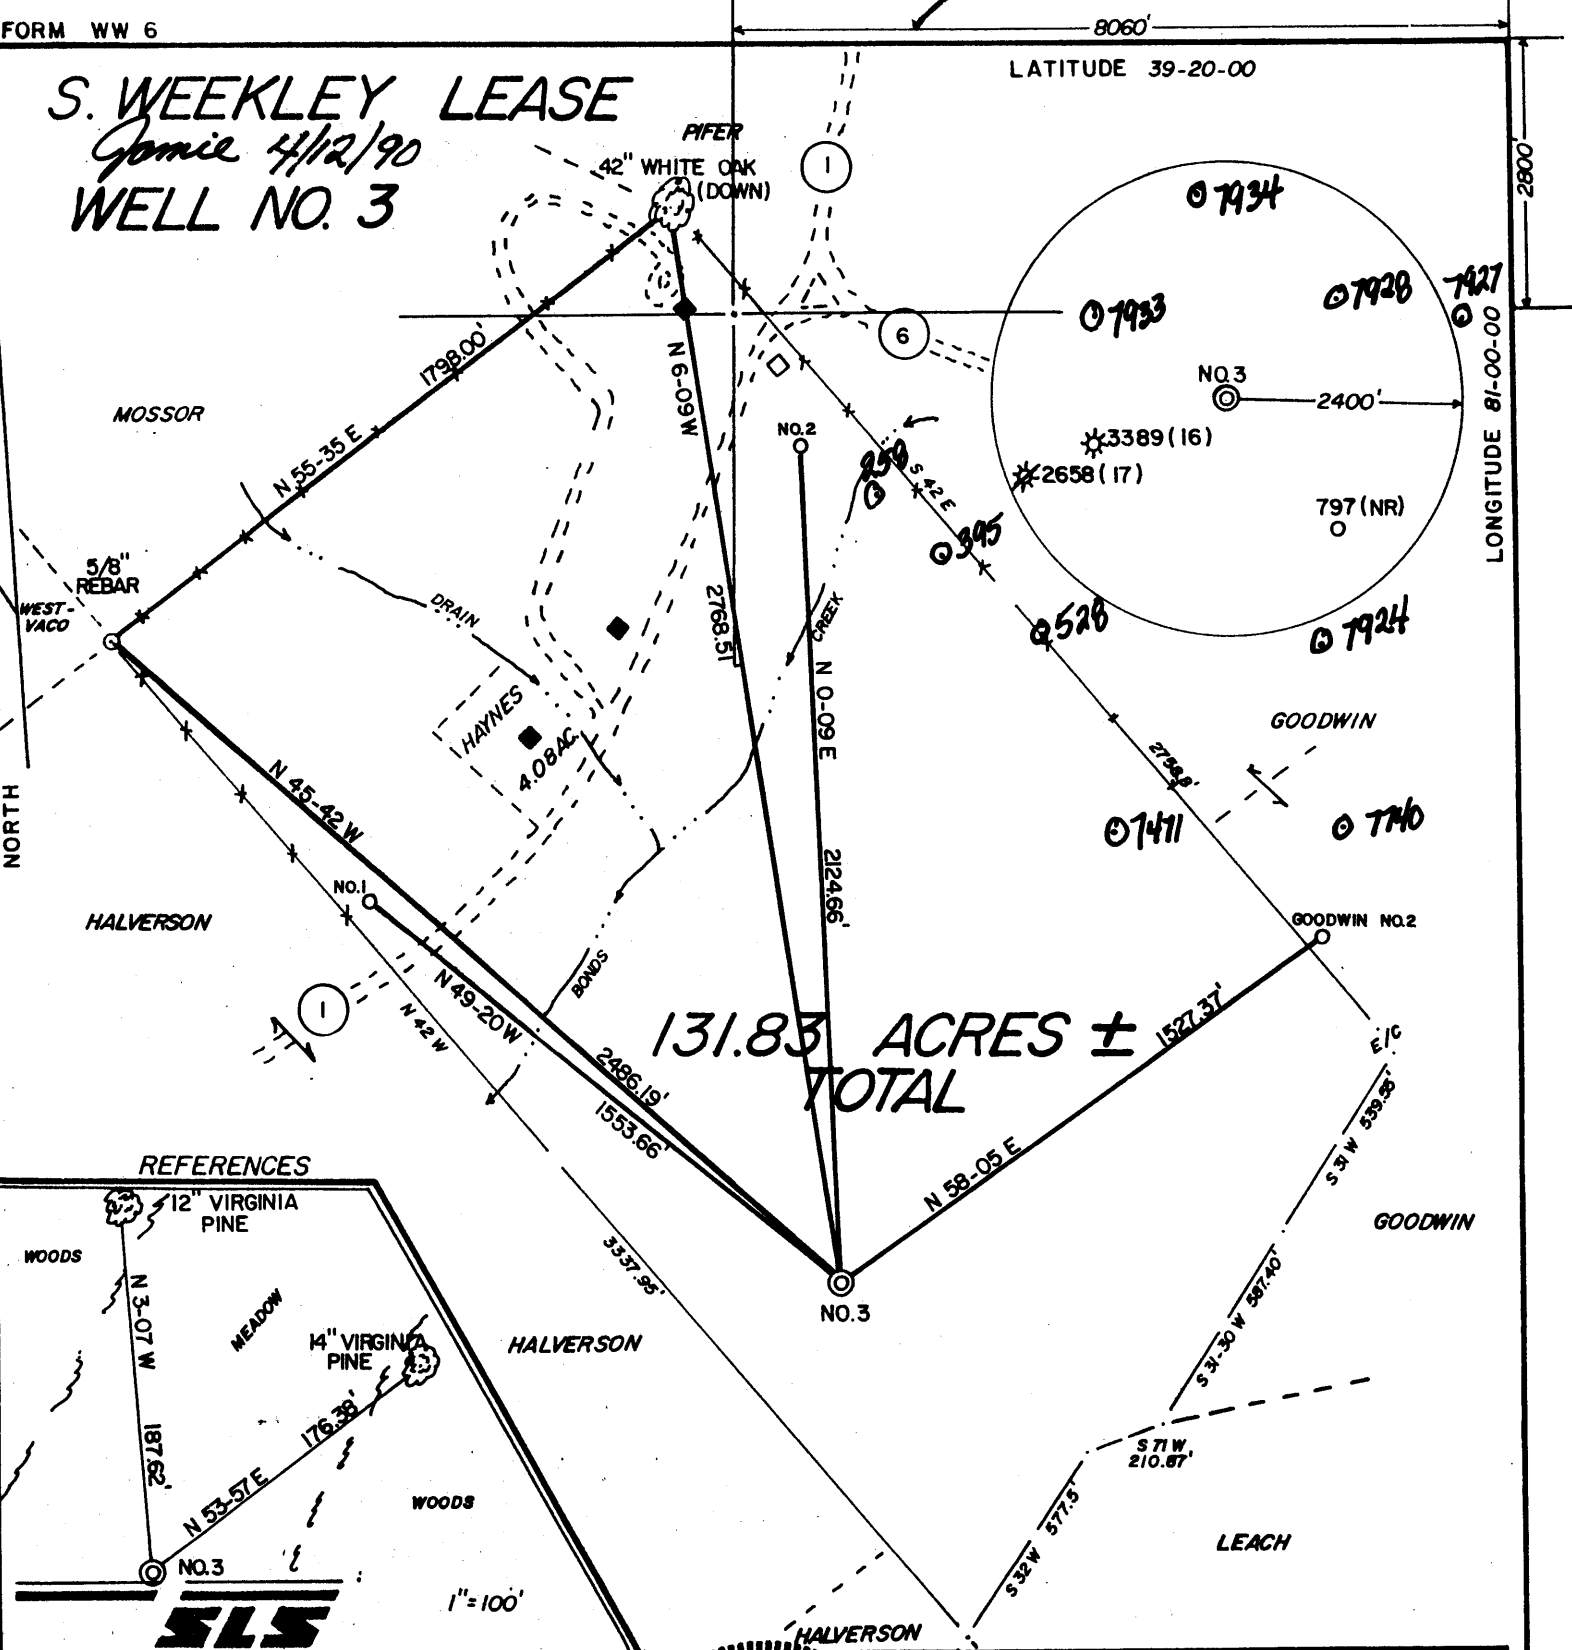 FORM WW 6
8060'
LATITUDE 39-20-00
2800'
S. WEEKLEY LEASE
Jamie 4/12/90
WELL NO. 3
PIFER
42" WHITE OAK
(DOWN)
1
7934
7933
7928
7927
6
NO.3
2400'
LONGITUDE 81-00-00
3389(16)
2658(17)
797(NR)
1798.00'
N 55-35 E
MOSSOR
N 6-09 W
NO.2
258
S 42 E
395
5/8"
REBAR
WEST-
VACO
DRAIN
2768.51'
CREEK
528
7924
HAYNES
4.08 AC.
N 0-09 E
GOODWIN
2758.8'
NORTH
N 45-42 W
7471
7740
2124.66'
NO.1
HALVERSON
GOODWIN NO.2
BONDS
1
N 49-20 W
N 42 W
131.83 ACRES ±
TOTAL
1527.37'
E/C
2486.19'
1553.66'
S 31 W 539.55'
N 58-05 E
REFERENCES
12" VIRGINIA
PINE
WOODS
GOODWIN
3337.95'
S 31-30 W 587.40'
N 3-07 W
MEADOW
NO.3
14" VIRGINIA
PINE
HALVERSON
187.62'
176.38'
S 71 W
210.87'
N 53-57 E
WOODS
S 32 W 577.5'
LEACH
NO.3
1"=100'
SLS
HALVERSON